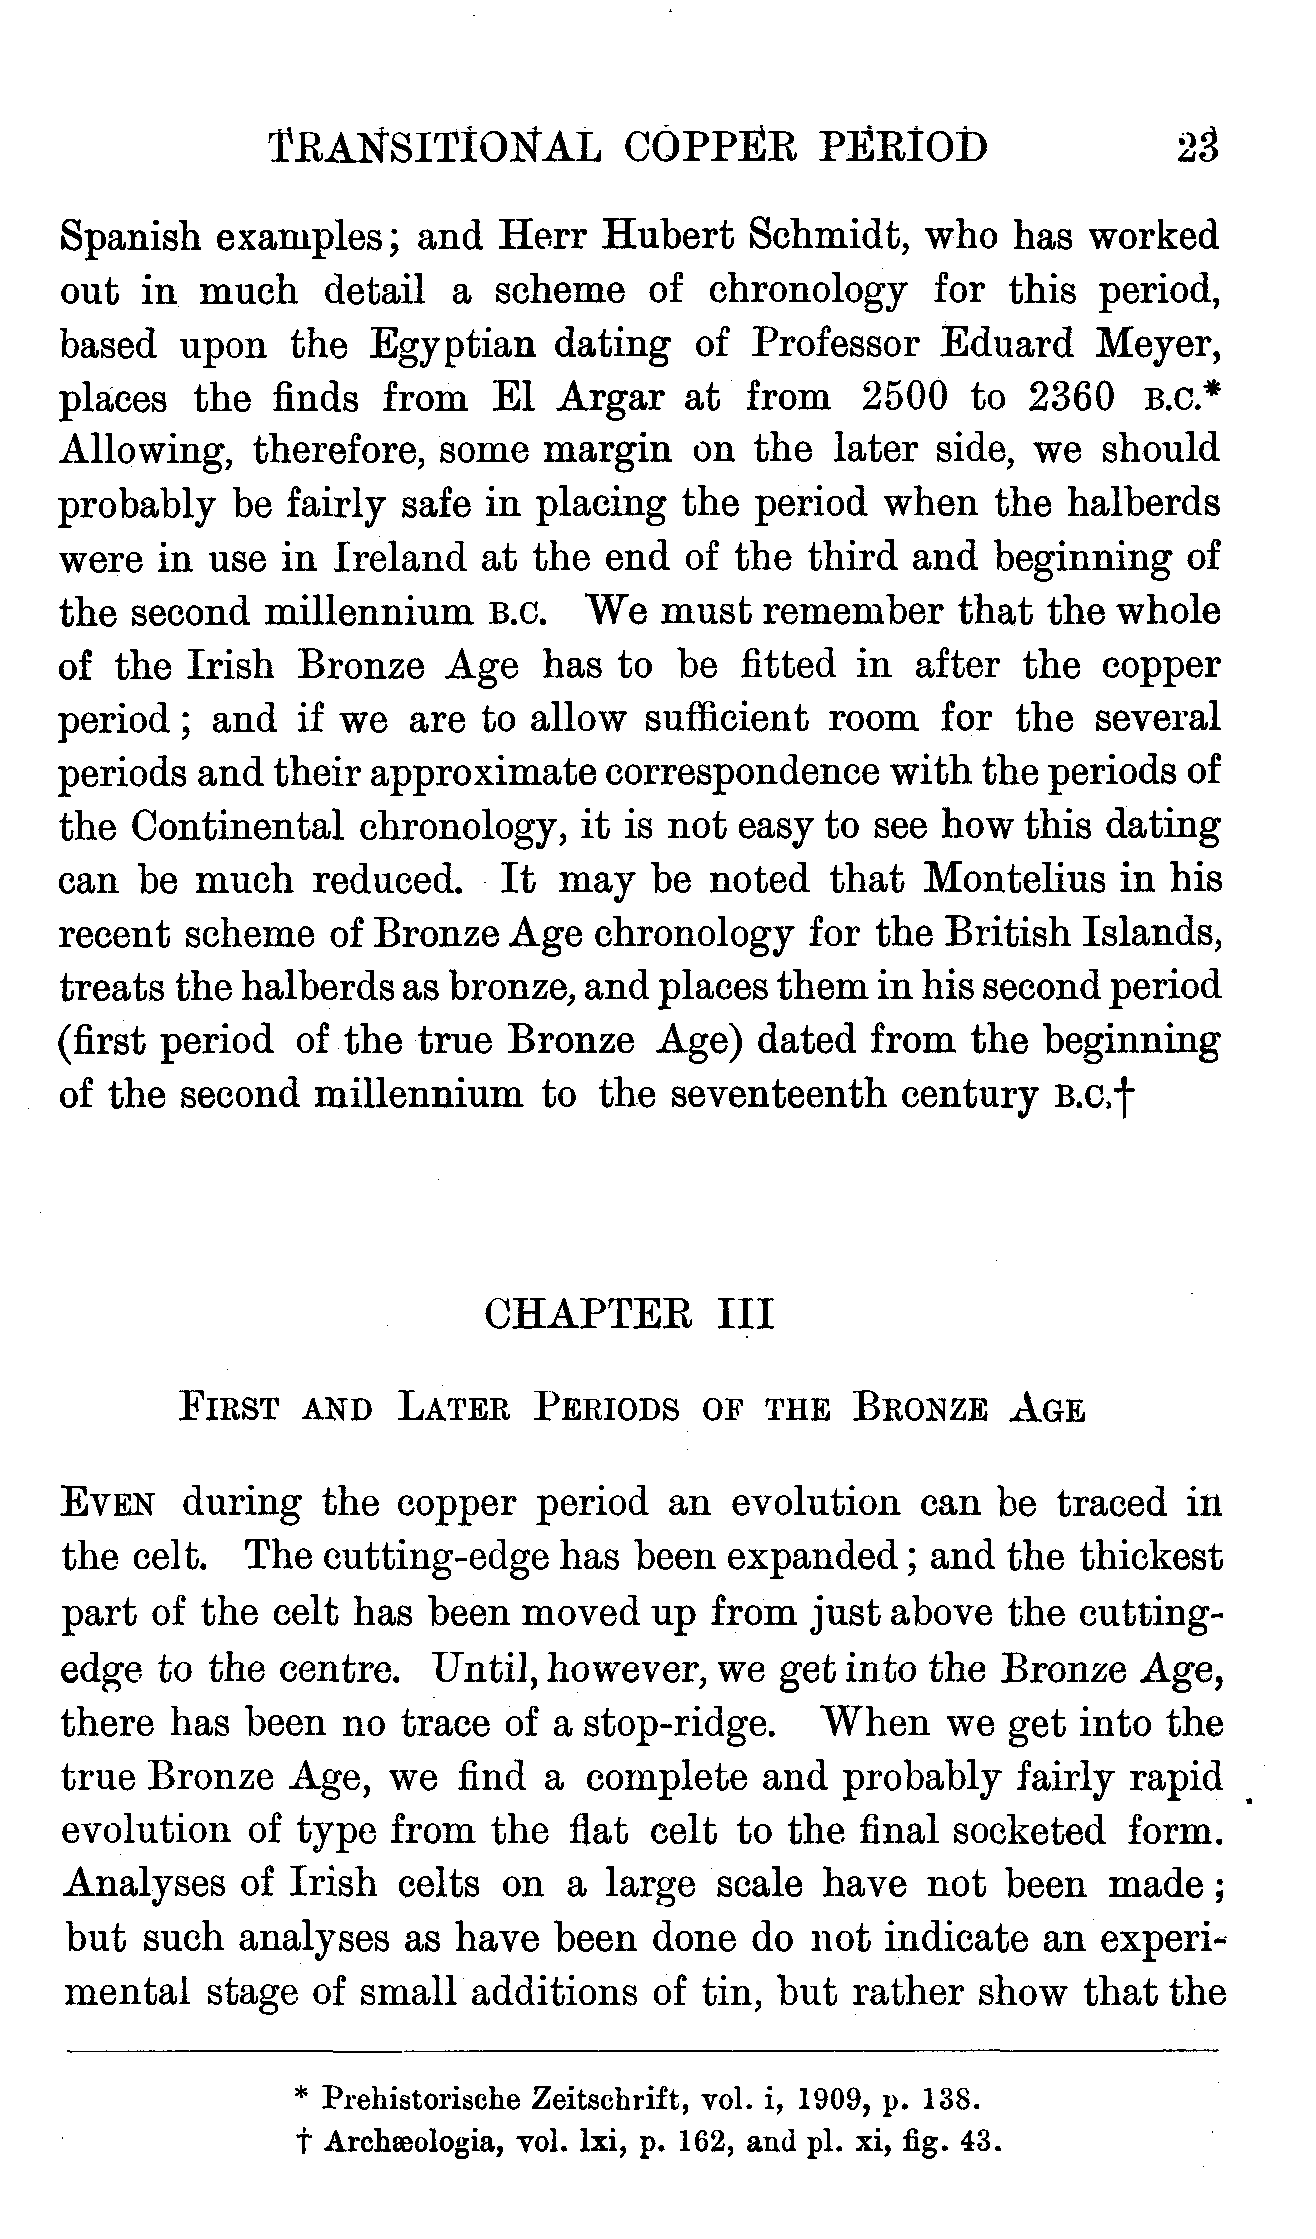 TRANSITIONAL COPPER PERIOD 23
Spanish examples; and Herr Hubert Schmidt, who has worked
out in much detail a scheme of chronology for this period,
based upon the Egyptian dating of Professor Eduard Meyer,
places the finds from El Argar at from 2500 to 2360 B.C.*
Allowing, therefore, some margin on the later side, we should
probably be fairly safe in placing the period when the halberds
were in use in Ireland at the end of the third and beginning of
the second millennium B.C. We must remember that the whole
of the Irish Bronze Age has to be fitted in after the copper
period; and if we are to allow sufficient room for the several
periods and their approximate correspondence with the periods of
the Continental chronology, it is not easy to see how this dating
can be much reduced. It may be noted that Montelius in his
recent scheme of Bronze Age chronology for the British Islands,
treats the halberds as bronze, and places them in his second period
(first period of the true Bronze Age) dated from the beginning
of the second millennium to the seventeenth century B.C.†
CHAPTER III
FIRST AND LATER PERIODS OF THE BRONZE AGE
EVEN during the copper period an evolution can be traced in
the celt. The cutting-edge has been expanded; and the thickest
part of the celt has been moved up from just above the cutting-
edge to the centre. Until, however, we get into the Bronze Age,
there has been no trace of a stop-ridge. When we get into the
true Bronze Age, we find a complete and probably fairly rapid
evolution of type from the flat celt to the final socketed form.
Analyses of Irish celts on a large scale have not been made;
but such analyses as have been done do not indicate an experi-
mental stage of small additions of tin, but rather show that the
* Prehistorische Zeitschrift, vol. i, 1909, p. 138.
† Archæologia, vol. lxi, p. 162, and pl. xi, fig. 43.